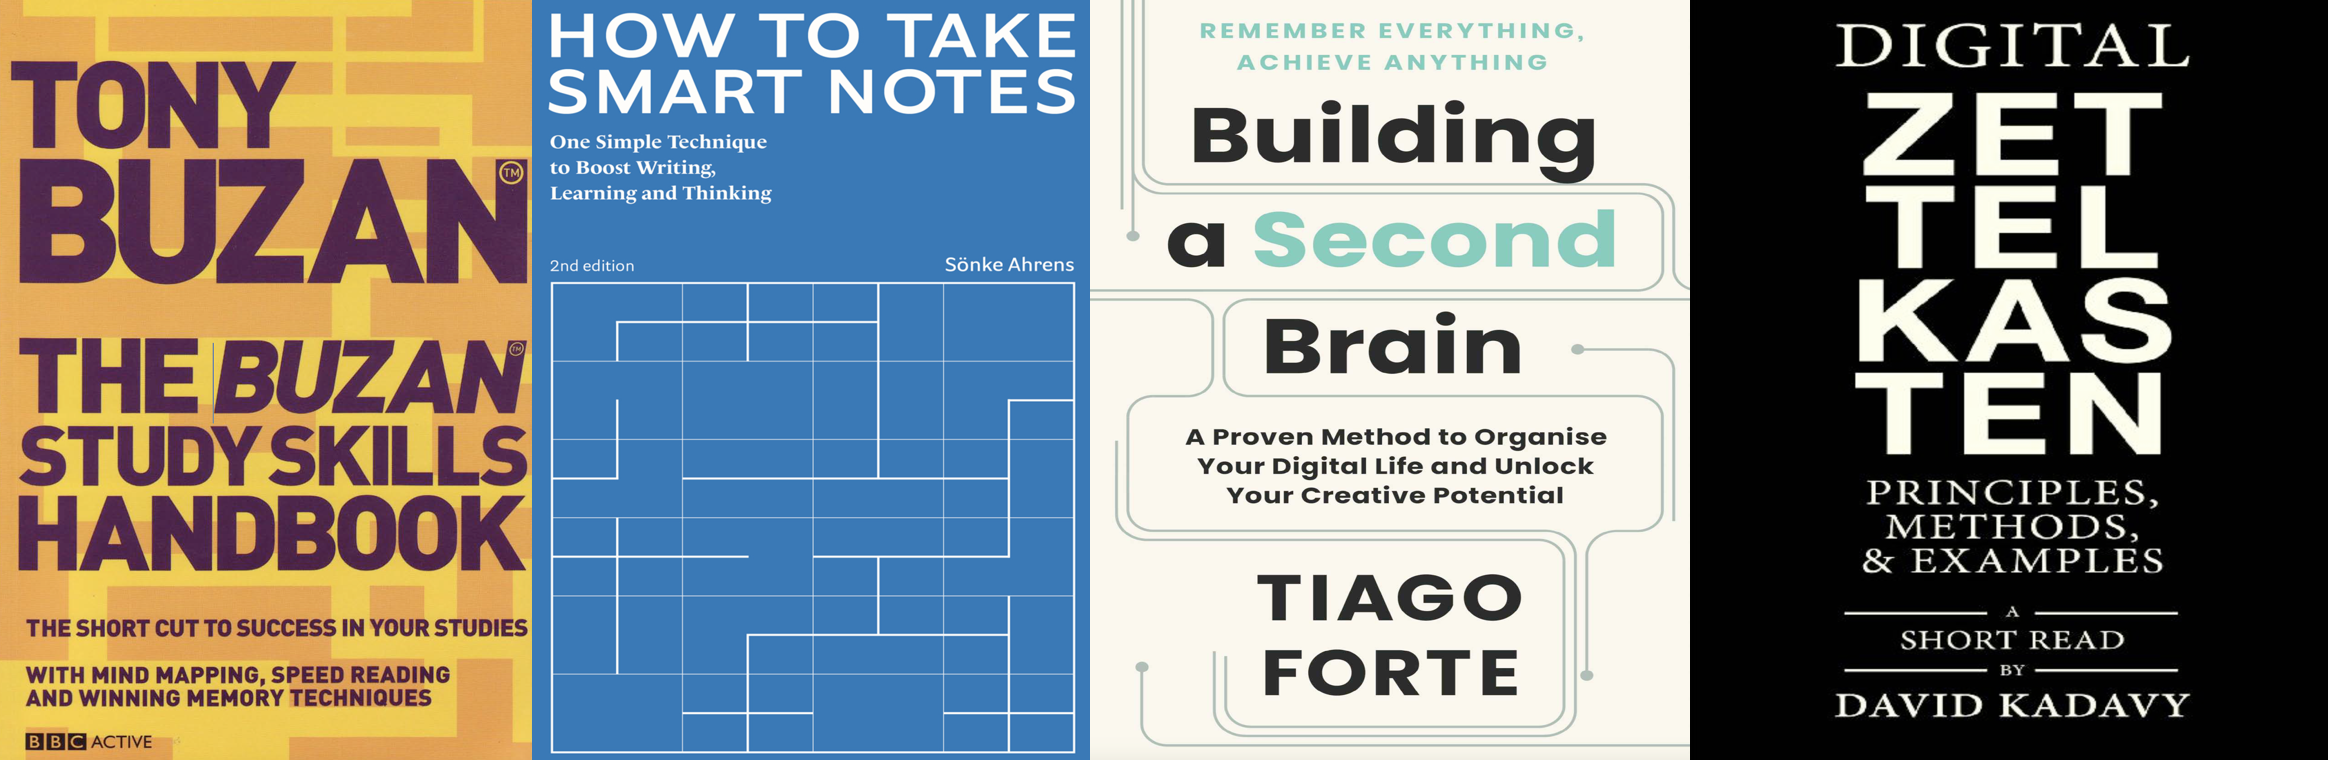 TONY
BUZAN™
THE BUZAN™
STUDY SKILLS
HANDBOOK
THE SHORT CUT TO SUCCESS IN YOUR STUDIES
WITH MIND MAPPING, SPEED READING
AND WINNING MEMORY TECHNIQUES
BBC ACTIVE
HOW TO TAKE
SMART NOTES
One Simple Technique
to Boost Writing,
Learning and Thinking
2nd edition
Sönke Ahrens
REMEMBER EVERYTHING,
ACHIEVE ANYTHING
Building
a Second
Brain
A Proven Method to Organise
Your Digital Life and Unlock
Your Creative Potential
TIAGO
FORTE
DIGITAL
ZET
TEL
KAS
TEN
PRINCIPLES,
METHODS,
& EXAMPLES
A
SHORT READ
BY
DAVID KADAVY